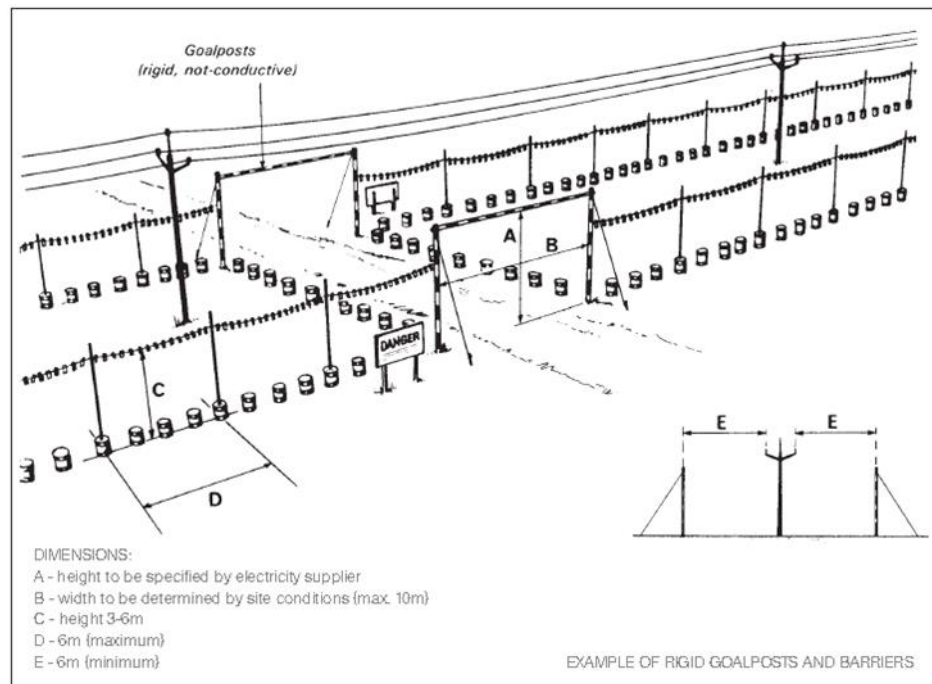 Goalposts
(rigid, not-conductive)
A
B
DANGER
C
D
E E
DIMENSIONS:
A - height to be specified by electricity supplier
B - width to be determined by site conditions (max. 10m)
C - height 3-6m
D - 6m (maximum)
E - 6m (minimum)
EXAMPLE OF RIGID GOALPOSTS AND BARRIERS